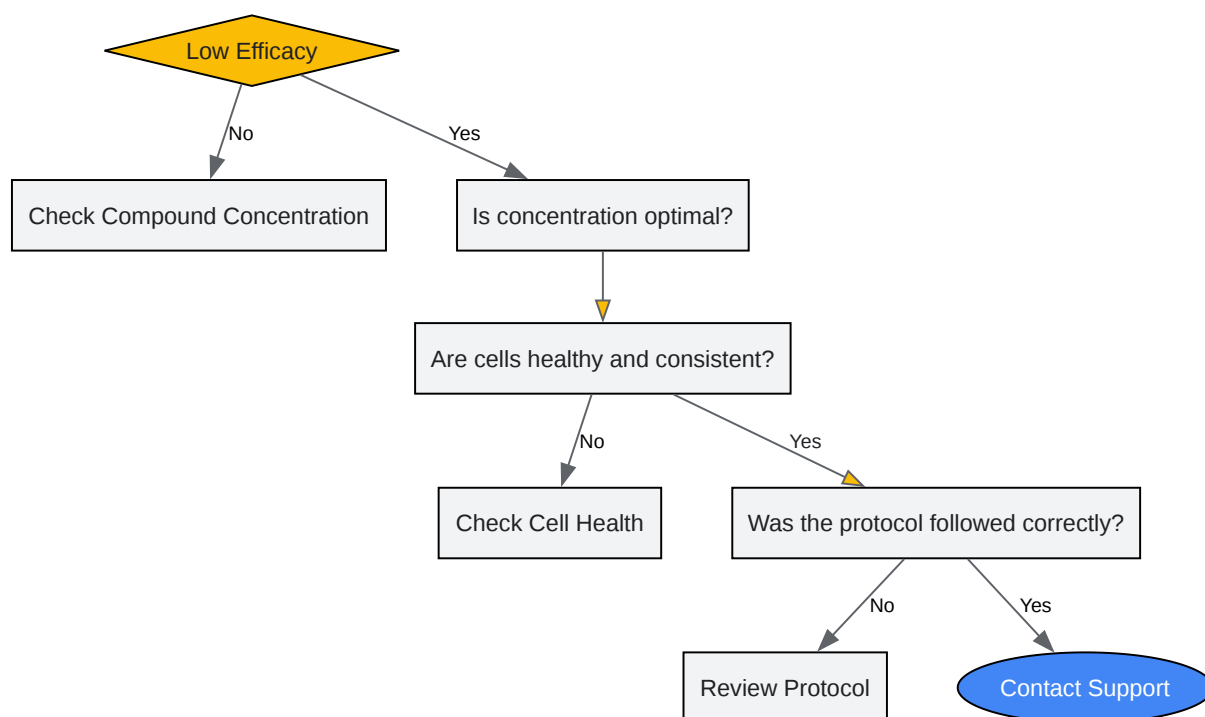 Low Efficacy
No
Yes
Check Compound Concentration
Is concentration optimal?
Are cells healthy and consistent?
No
Yes
Check Cell Health
Was the protocol followed correctly?
No
Yes
Review Protocol
Contact Support